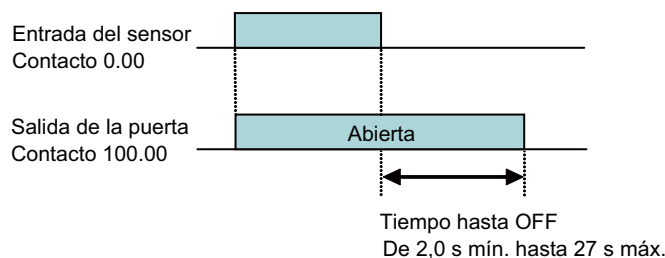 Entrada del sensor
Contacto 0.00
Salida de la puerta
Contacto 100.00
Abierta
Tiempo hasta OFF
De 2,0 s mín. hasta 27 s máx.